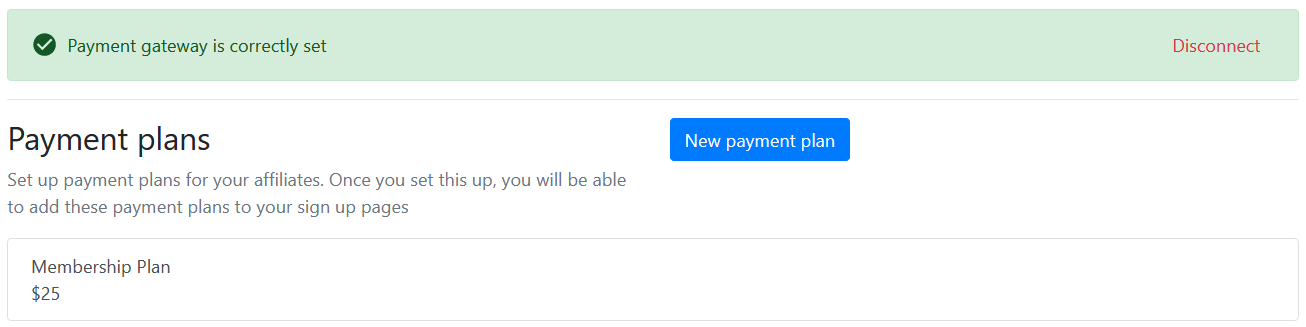 Payment gateway is correctly set
Disconnect
Payment plans
New payment plan
Set up payment plans for your affiliates. Once you set this up, you will be able
to add these payment plans to your sign up pages
Membership Plan
$25